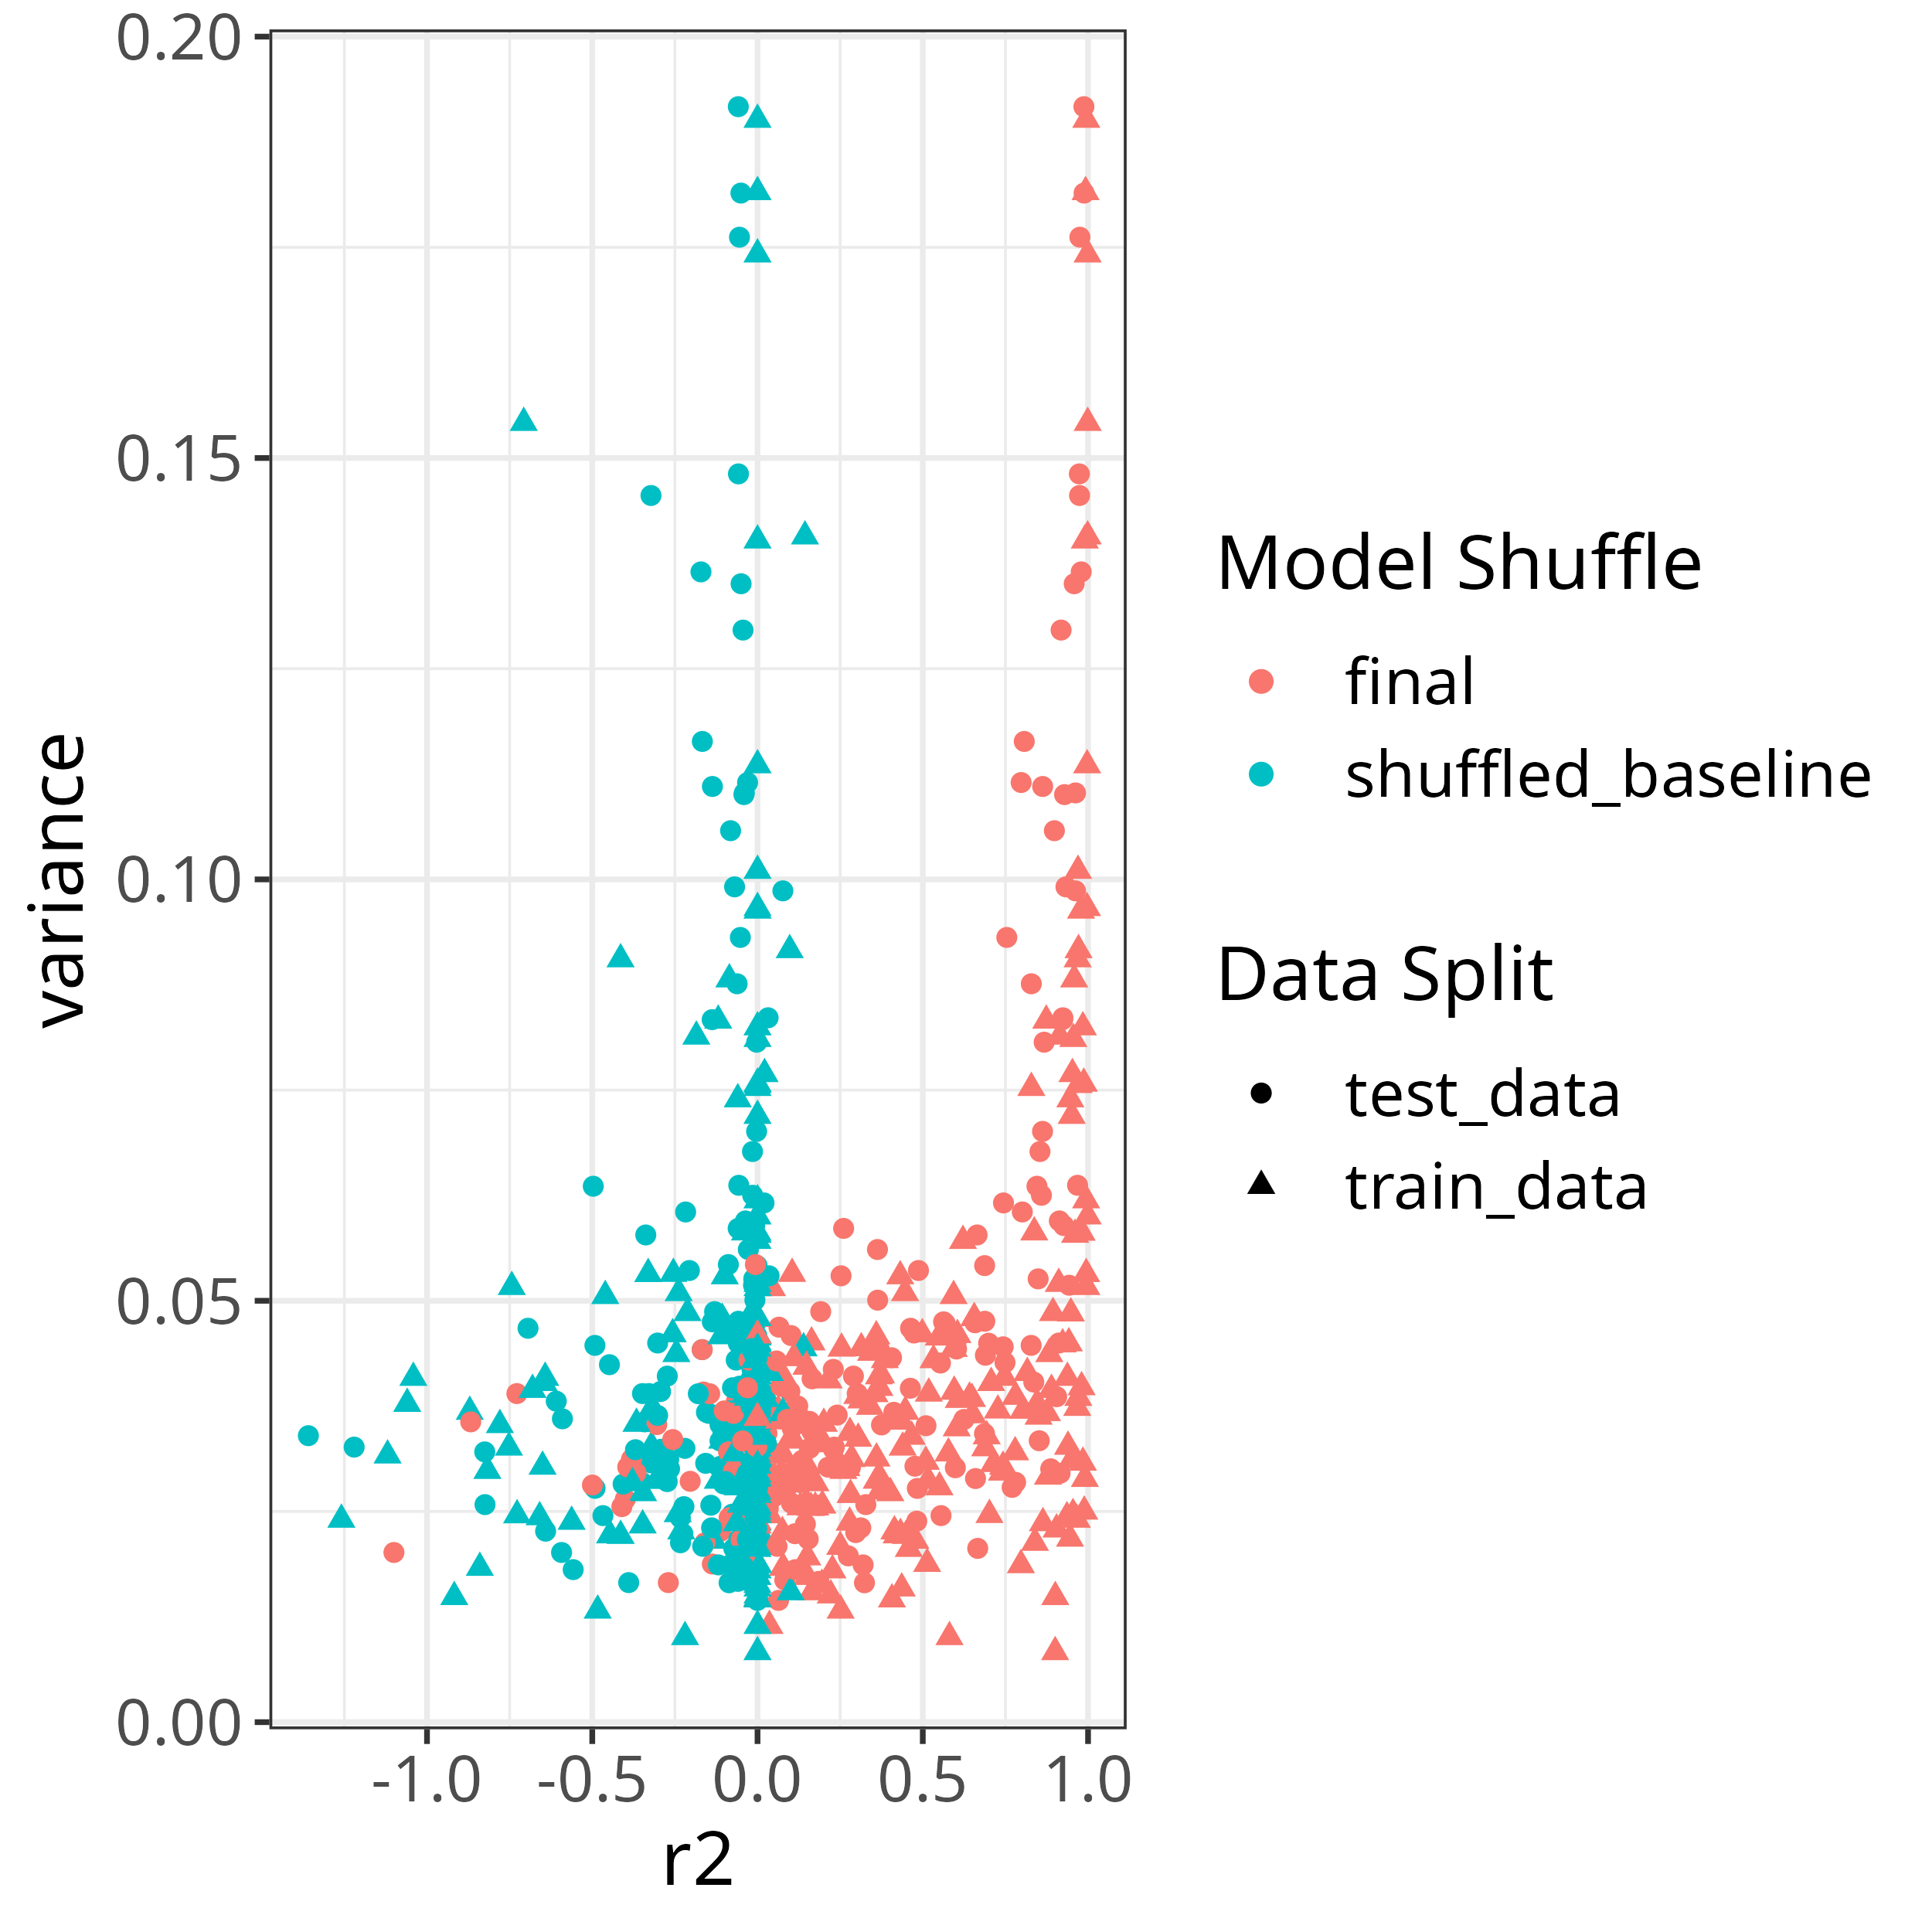 0.20
0.15
0.10
0.05
0.00
variance
-1.0 -0.5 0.0 0.5 1.0
r2
Model Shuffle
final
shuffled_baseline
Data Split
test_data
train_data